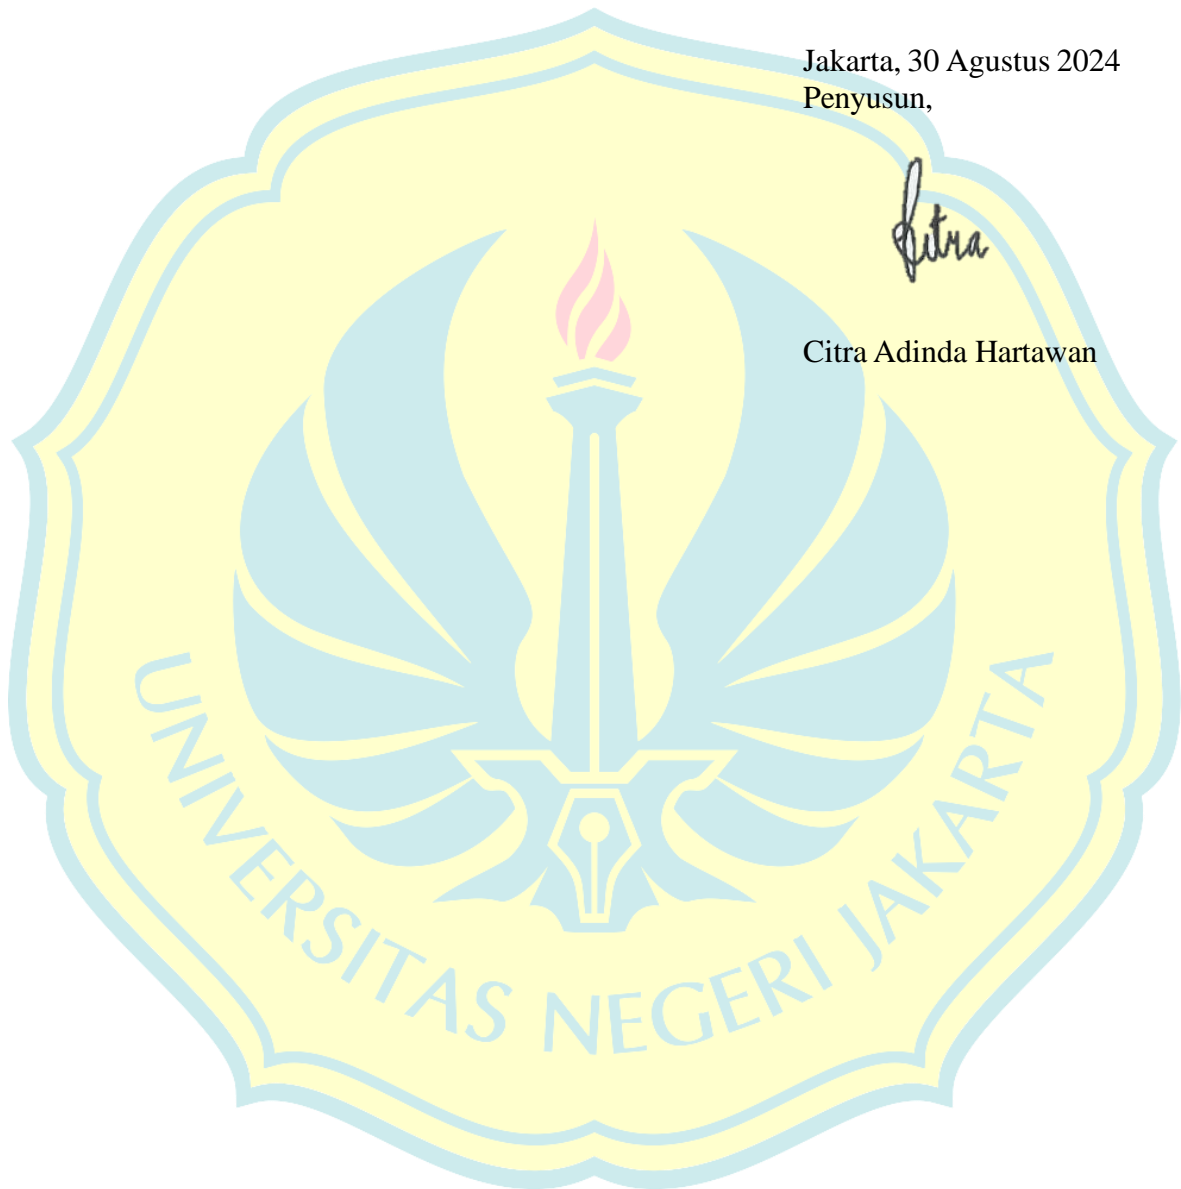 Jakarta, 30 Agustus 2024
Penyusun,
Citra
Citra Adinda Hartawan
UNIVERSITAS NEGERI JAKARTA